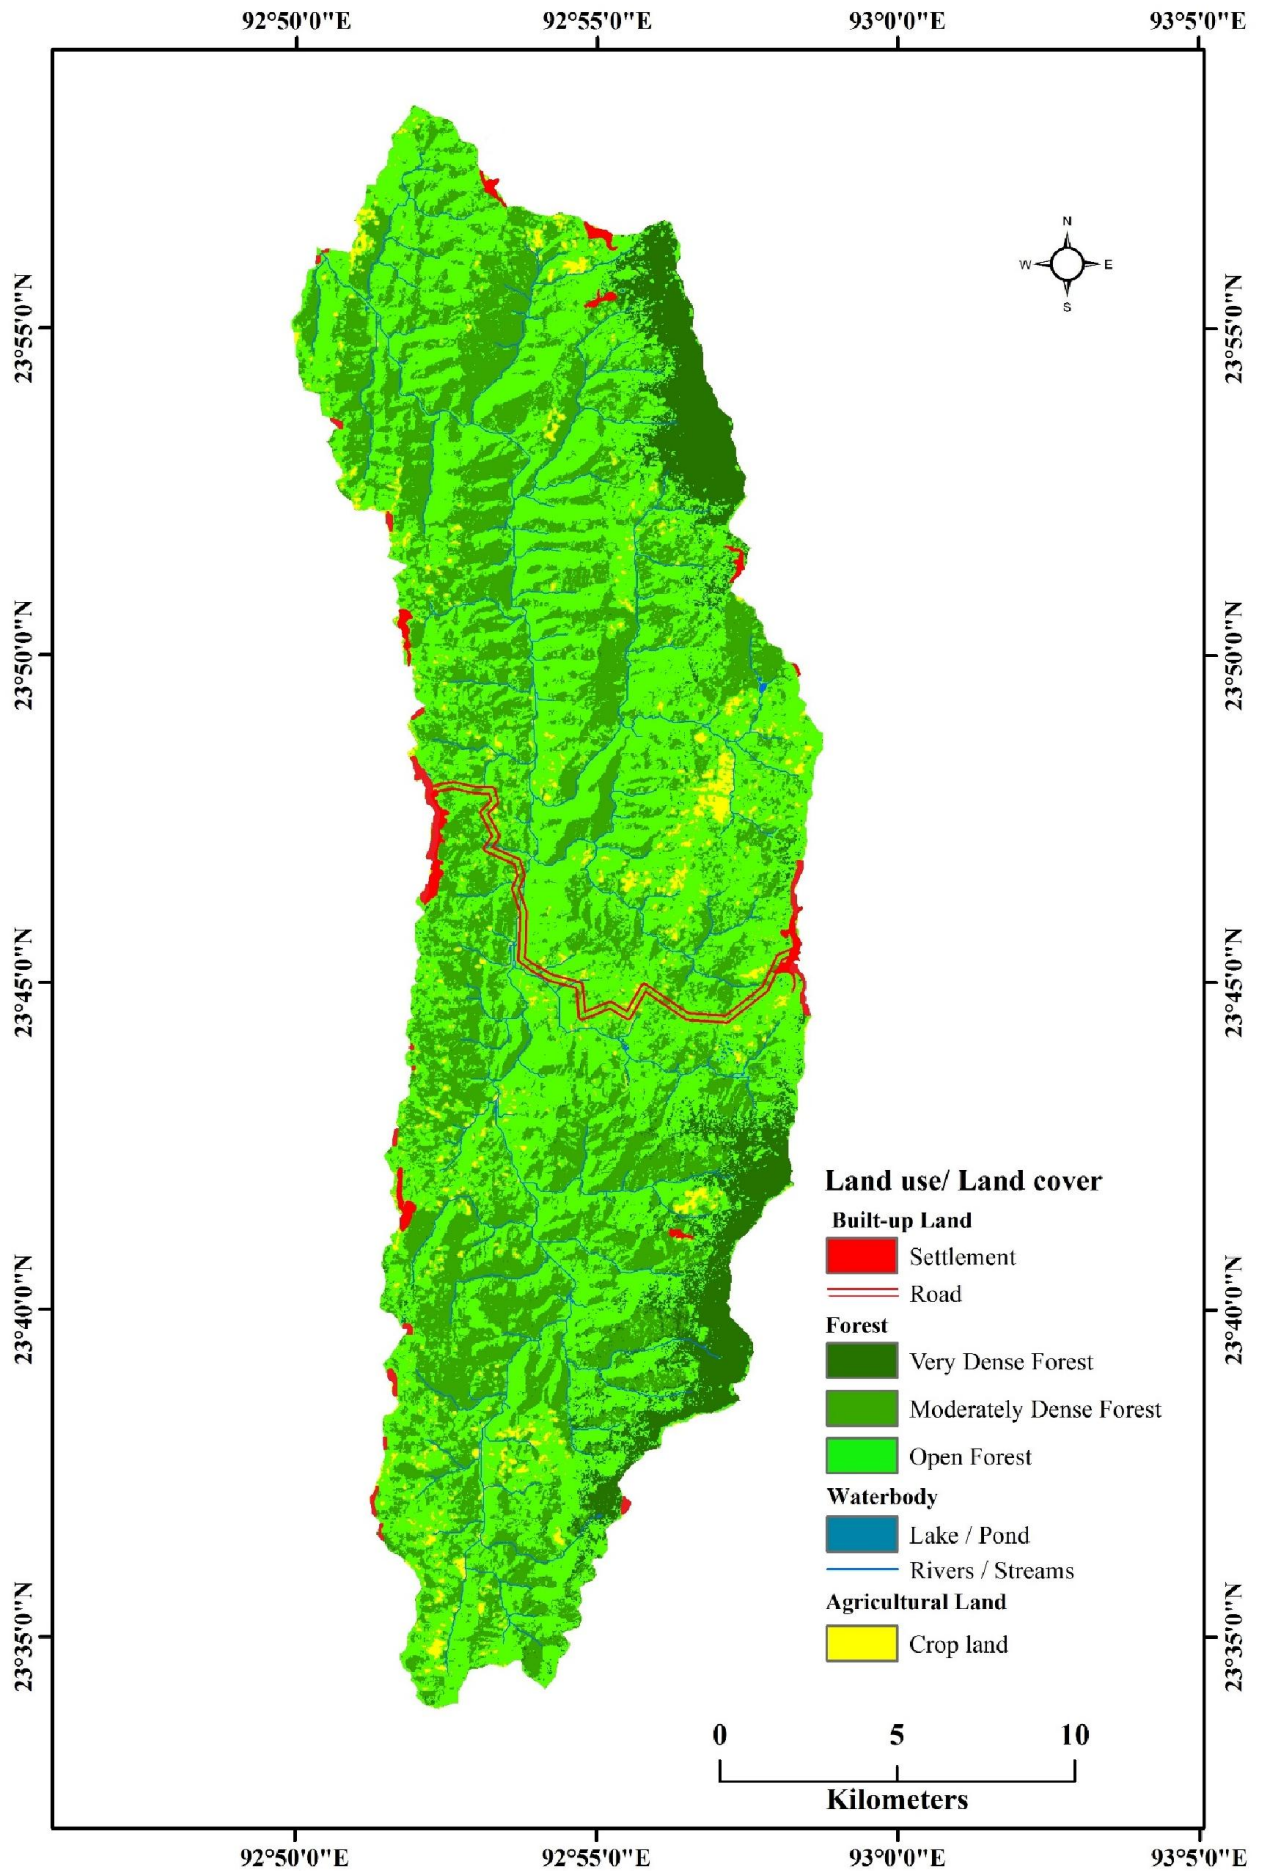 92°50'0"E 92°55'0"E 93°0'0"E 93°5'0"E
N
W E
S
23°55'0"N 23°55'0"N
23°50'0"N 23°50'0"N
23°45'0"N 23°45'0"N
Land use/ Land cover
Built-up Land
Settlement
Road
23°40'0"N 23°40'0"N
Forest
Very Dense Forest
Moderately Dense Forest
Open Forest
Waterbody
Lake / Pond
Rivers / Streams
Agricultural Land
Crop land
23°35'0"N 23°35'0"N
0 5 10
Kilometers
92°50'0"E 92°55'0"E 93°0'0"E 93°5'0"E